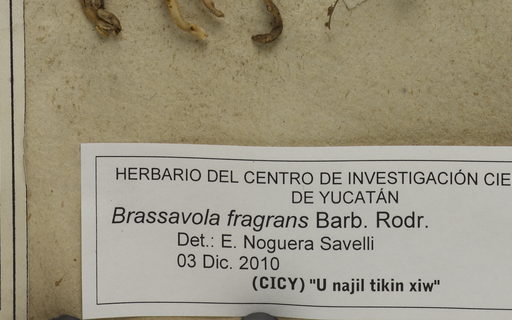 HERBARIO DEL CENTRO DE INVESTIGACIÓN CIE
DE YUCATÁN
Brassavola fragrans Barb. Rodr.
Det.: E. Noguera Savelli
03 Dic. 2010
(CICY) "U najil tikin xiw"